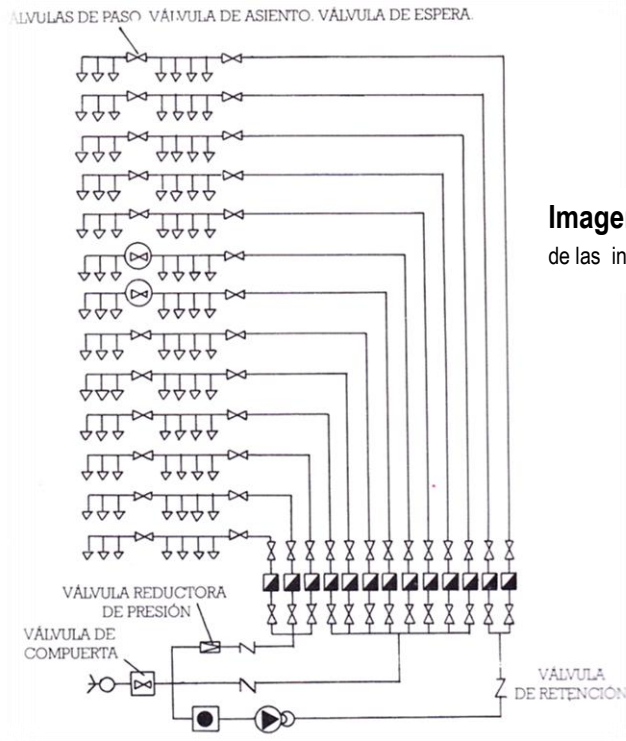 ÁLVULAS DE PASO VÁLVULA DE ASIENTO. VÁLVULA DE ESPERA.
Image
de las in
VÁLVULA REDUCTORA
DE PRESIÓN
VÁLVULA DE
COMPUERTA
VÁLVULA
DE RETENCIÓN